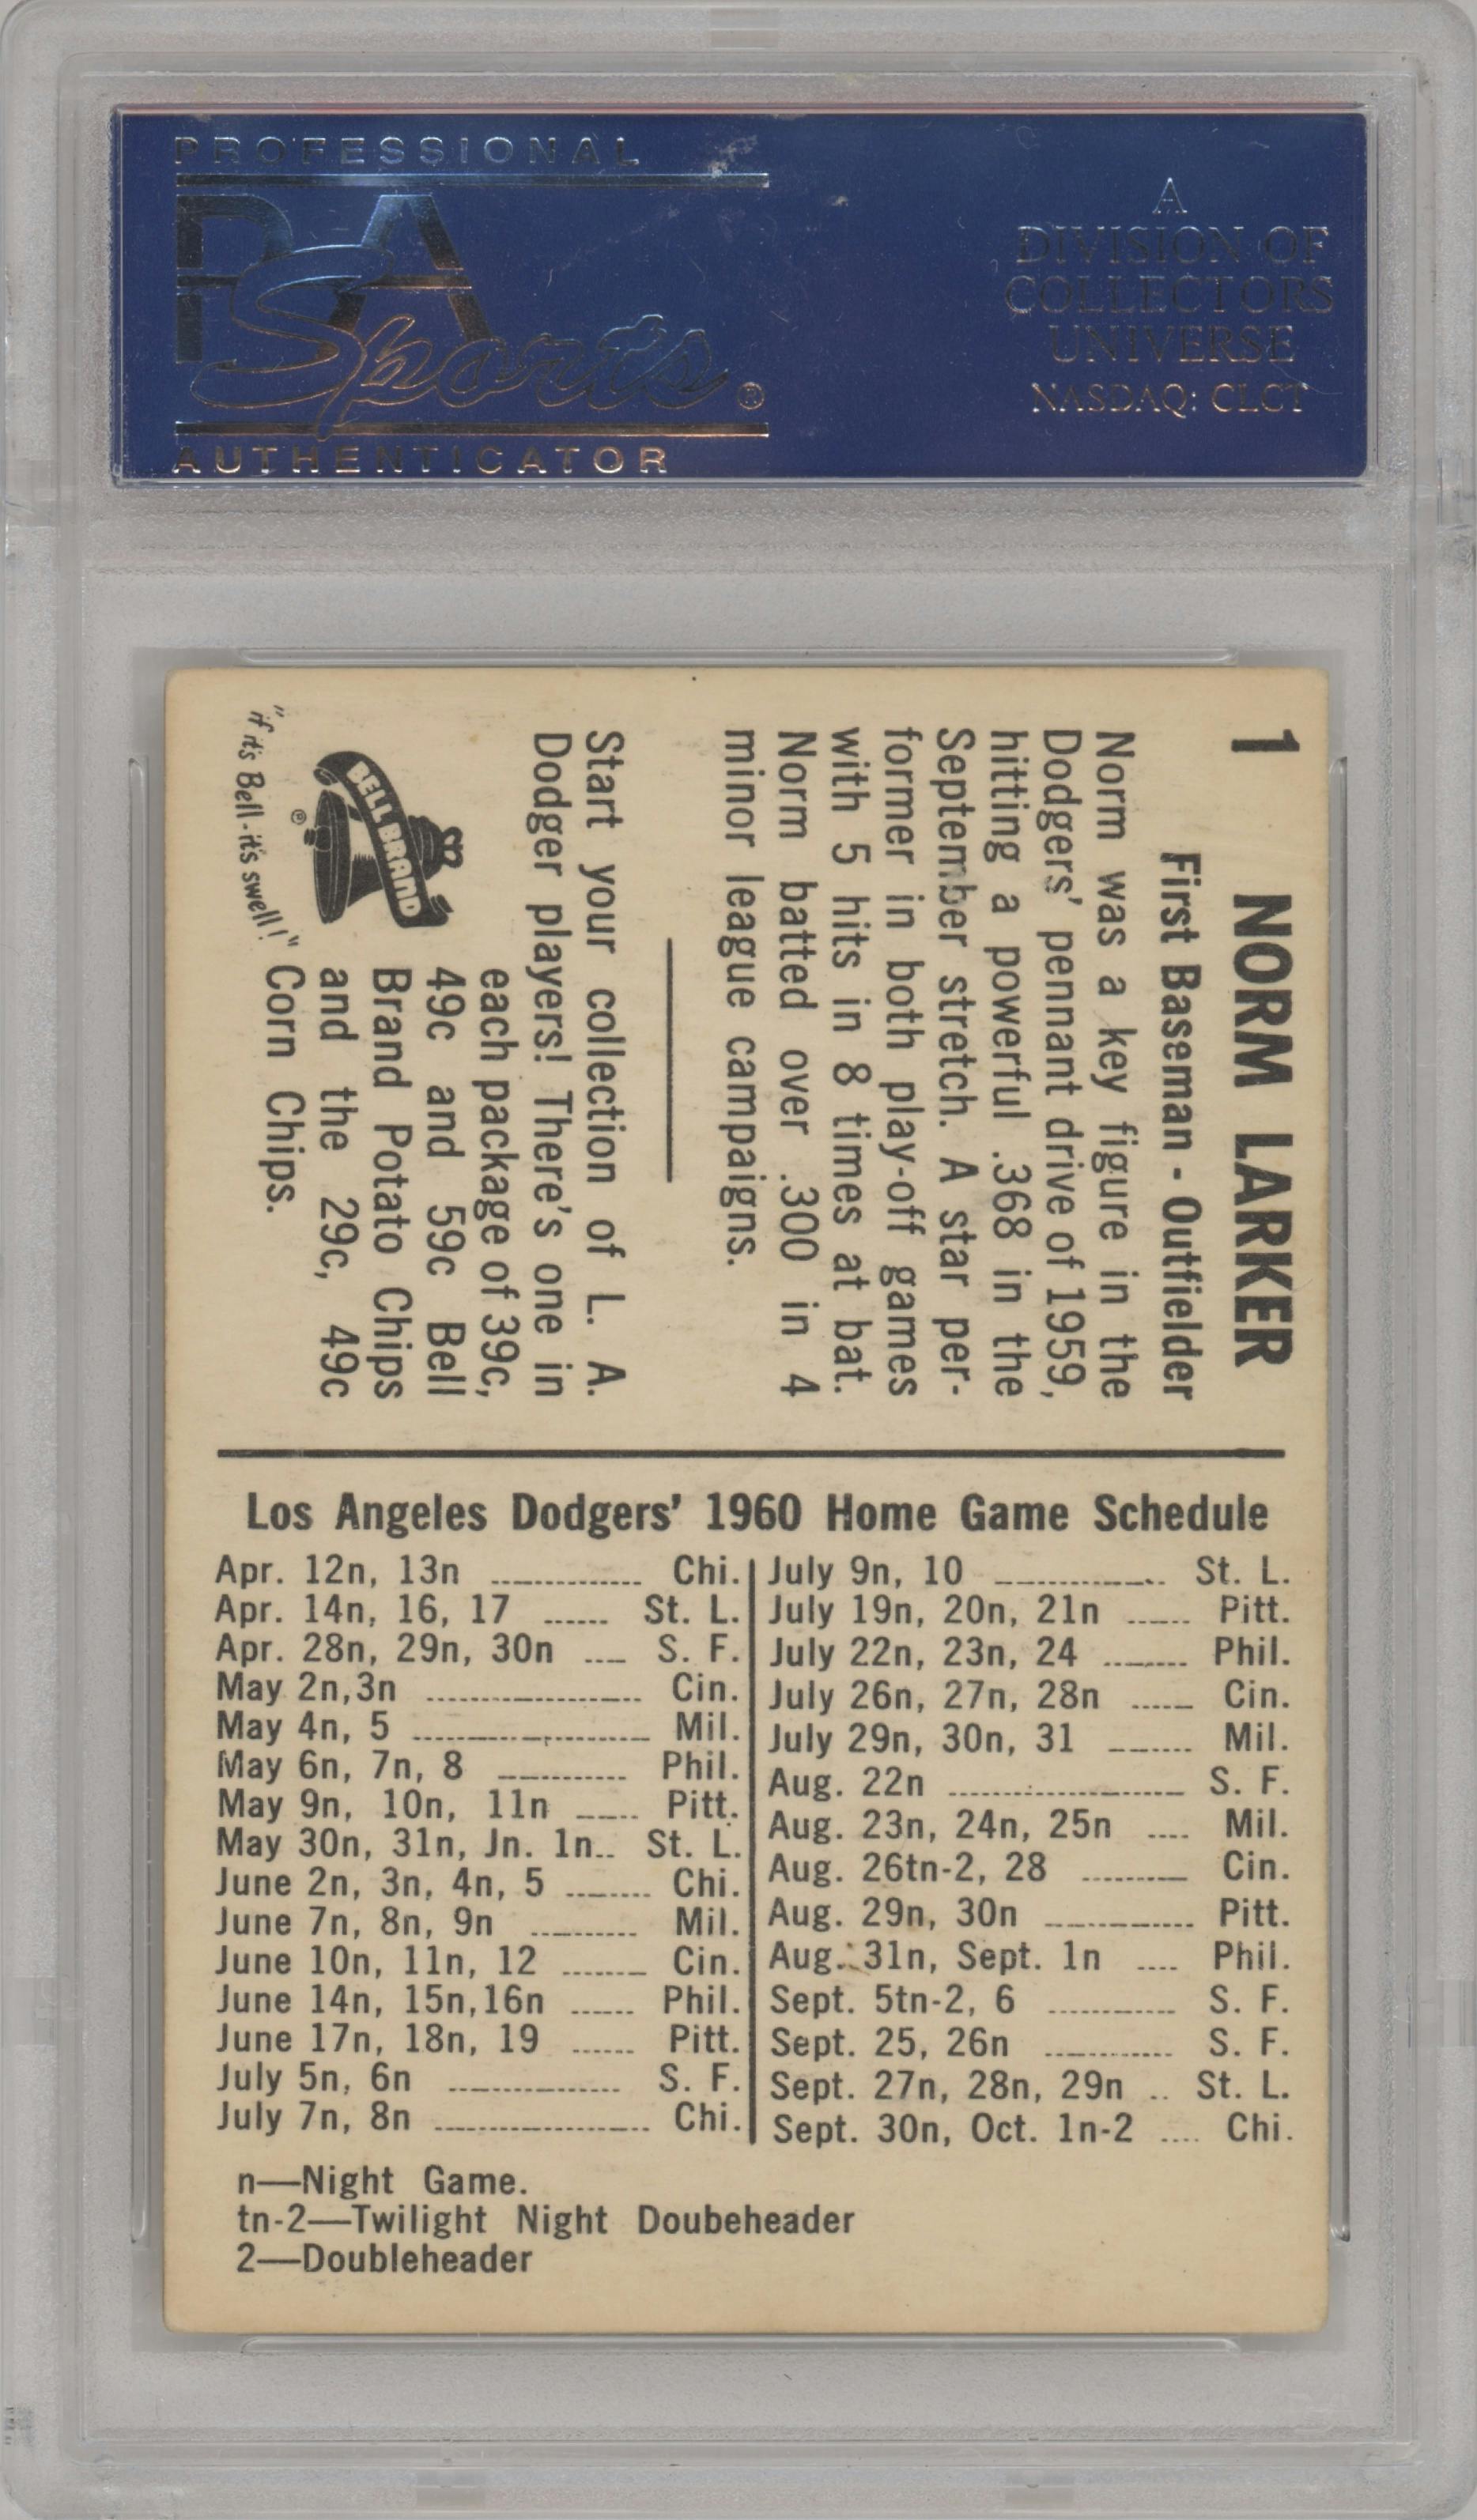 PROFESSIONAL
PSA
Sports®
AUTHENTICATOR
A
DIVISION OF
COLLECTORS
UNIVERSE
NASDAQ: CLCT
1 NORM LARKER
First Baseman - Outfielder
Norm was a key figure in the
Dodgers' pennant drive of 1959,
hitting a powerful .368 in the
September stretch. A star per-
former in both play-off games
with 5 hits in 8 times at bat.
Norm batted over .300 in 4
minor league campaigns.
Start your collection of L. A.
Dodger players! There's one in
each package of 39c,
49c and 59c Bell
Brand Potato Chips
and the 29c, 49c
Corn Chips.
BELL BRAND
®
"if it's Bell-it's swell!"
Los Angeles Dodgers' 1960 Home Game Schedule
Apr. 12n, 13n Chi.
Apr. 14n, 16, 17 St. L.
Apr. 28n, 29n, 30n S. F.
May 2n,3n Cin.
May 4n, 5 Mil.
May 6n, 7n, 8 Phil.
May 9n, 10n, 11n Pitt.
May 30n, 31n, Jn. 1n.. St. L.
June 2n, 3n, 4n, 5 Chi.
June 7n, 8n, 9n Mil.
June 10n, 11n, 12 Cin.
June 14n, 15n,16n Phil.
June 17n, 18n, 19 Pitt.
July 5n, 6n S. F.
July 7n, 8n Chi.
July 9n, 10 St. L.
July 19n, 20n, 21n Pitt.
July 22n, 23n, 24 Phil.
July 26n, 27n, 28n Cin.
July 29n, 30n, 31 Mil.
Aug. 22n S. F.
Aug. 23n, 24n, 25n Mil.
Aug. 26tn-2, 28 Cin.
Aug. 29n, 30n Pitt.
Aug. 31n, Sept. 1n Phil.
Sept. 5tn-2, 6 S. F.
Sept. 25, 26n S. F.
Sept. 27n, 28n, 29n .. St. L.
Sept. 30n, Oct. 1n-2 Chi.
n—Night Game.
tn-2—Twilight Night Doubeheader
2—Doubleheader